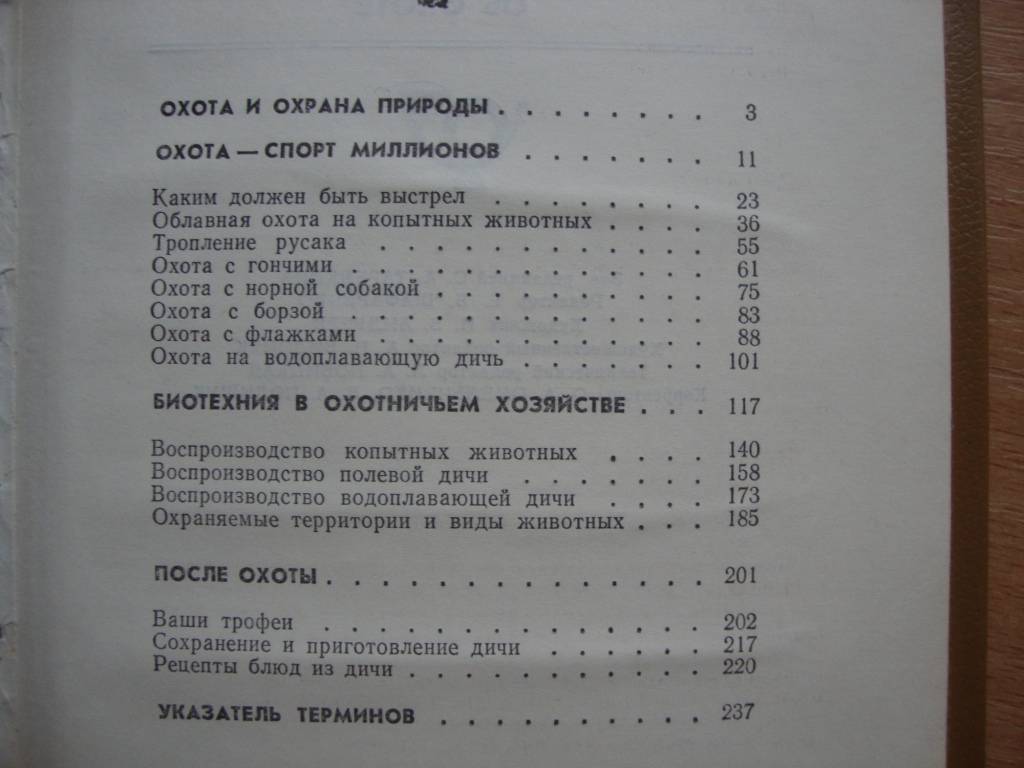 ОХОТА И ОХРАНА ПРИРОДЫ . . . . . . . . 3
ОХОТА — СПОРТ МИЛЛИОНОВ . . . . . . . 11
Каким должен быть выстрел . . . . . . . . 23
Облавная охота на копытных животных . . . . 36
Тропление русака . . . . . . . . . . . . 55
Охота с гончими . . . . . . . . . . . . . 61
Охота с норной собакой . . . . . . . . . . 75
Охота с борзой . . . . . . . . . . . . . 83
Охота с флажками . . . . . . . . . . . . 88
Охота на водоплавающую дичь . . . . . . . 101
БИОТЕХНИЯ В ОХОТНИЧЬЕМ ХОЗЯЙСТВЕ . . . 117
Воспроизводство копытных животных . . . . 140
Воспроизводство полевой дичи . . . . . . . 158
Воспроизводство водоплавающей дичи . . . . 173
Охраняемые территории и виды животных . . . 185
ПОСЛЕ ОХОТЫ . . . . . . . . . . . . . . 201
Ваши трофеи . . . . . . . . . . . . . . 202
Сохранение и приготовление дичи . . . . . . 217
Рецепты блюд из дичи . . . . . . . . . . . 220
УКАЗАТЕЛЬ ТЕРМИНОВ . . . . . . . . . . 237